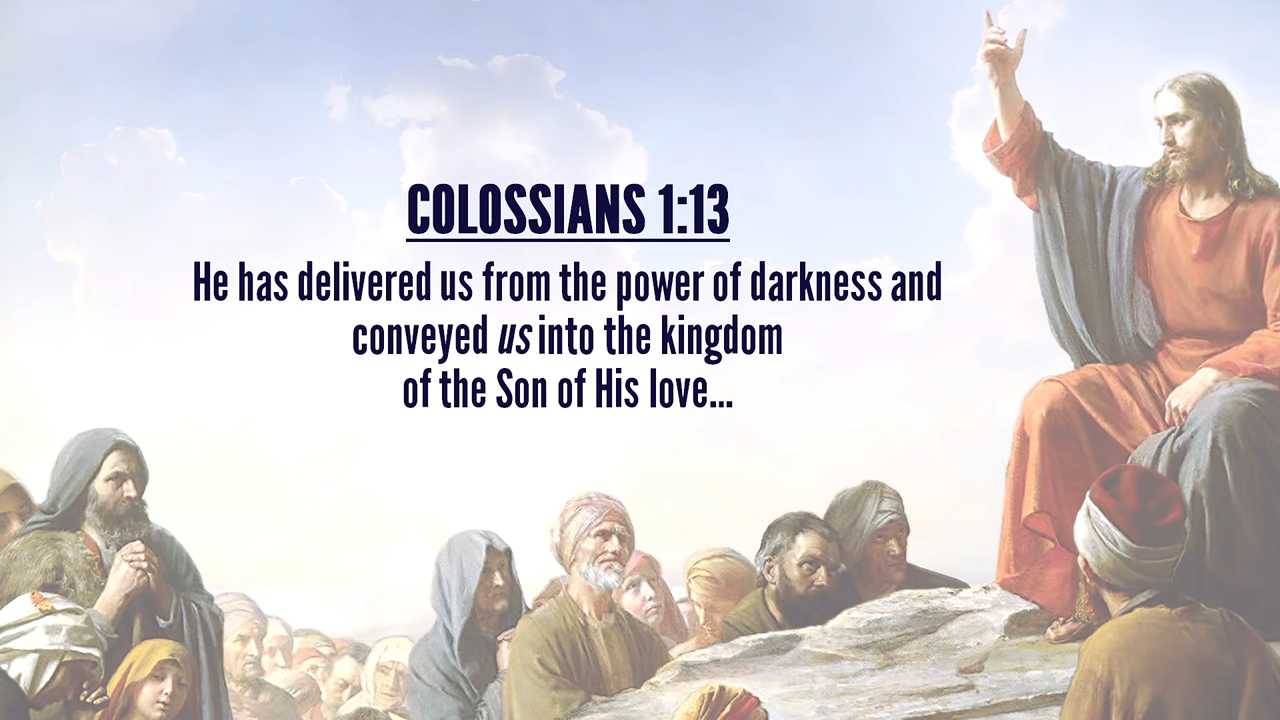 COLOSSIANS 1:13
He has delivered us from the power of darkness and
conveyed us into the kingdom
of the Son of His love...